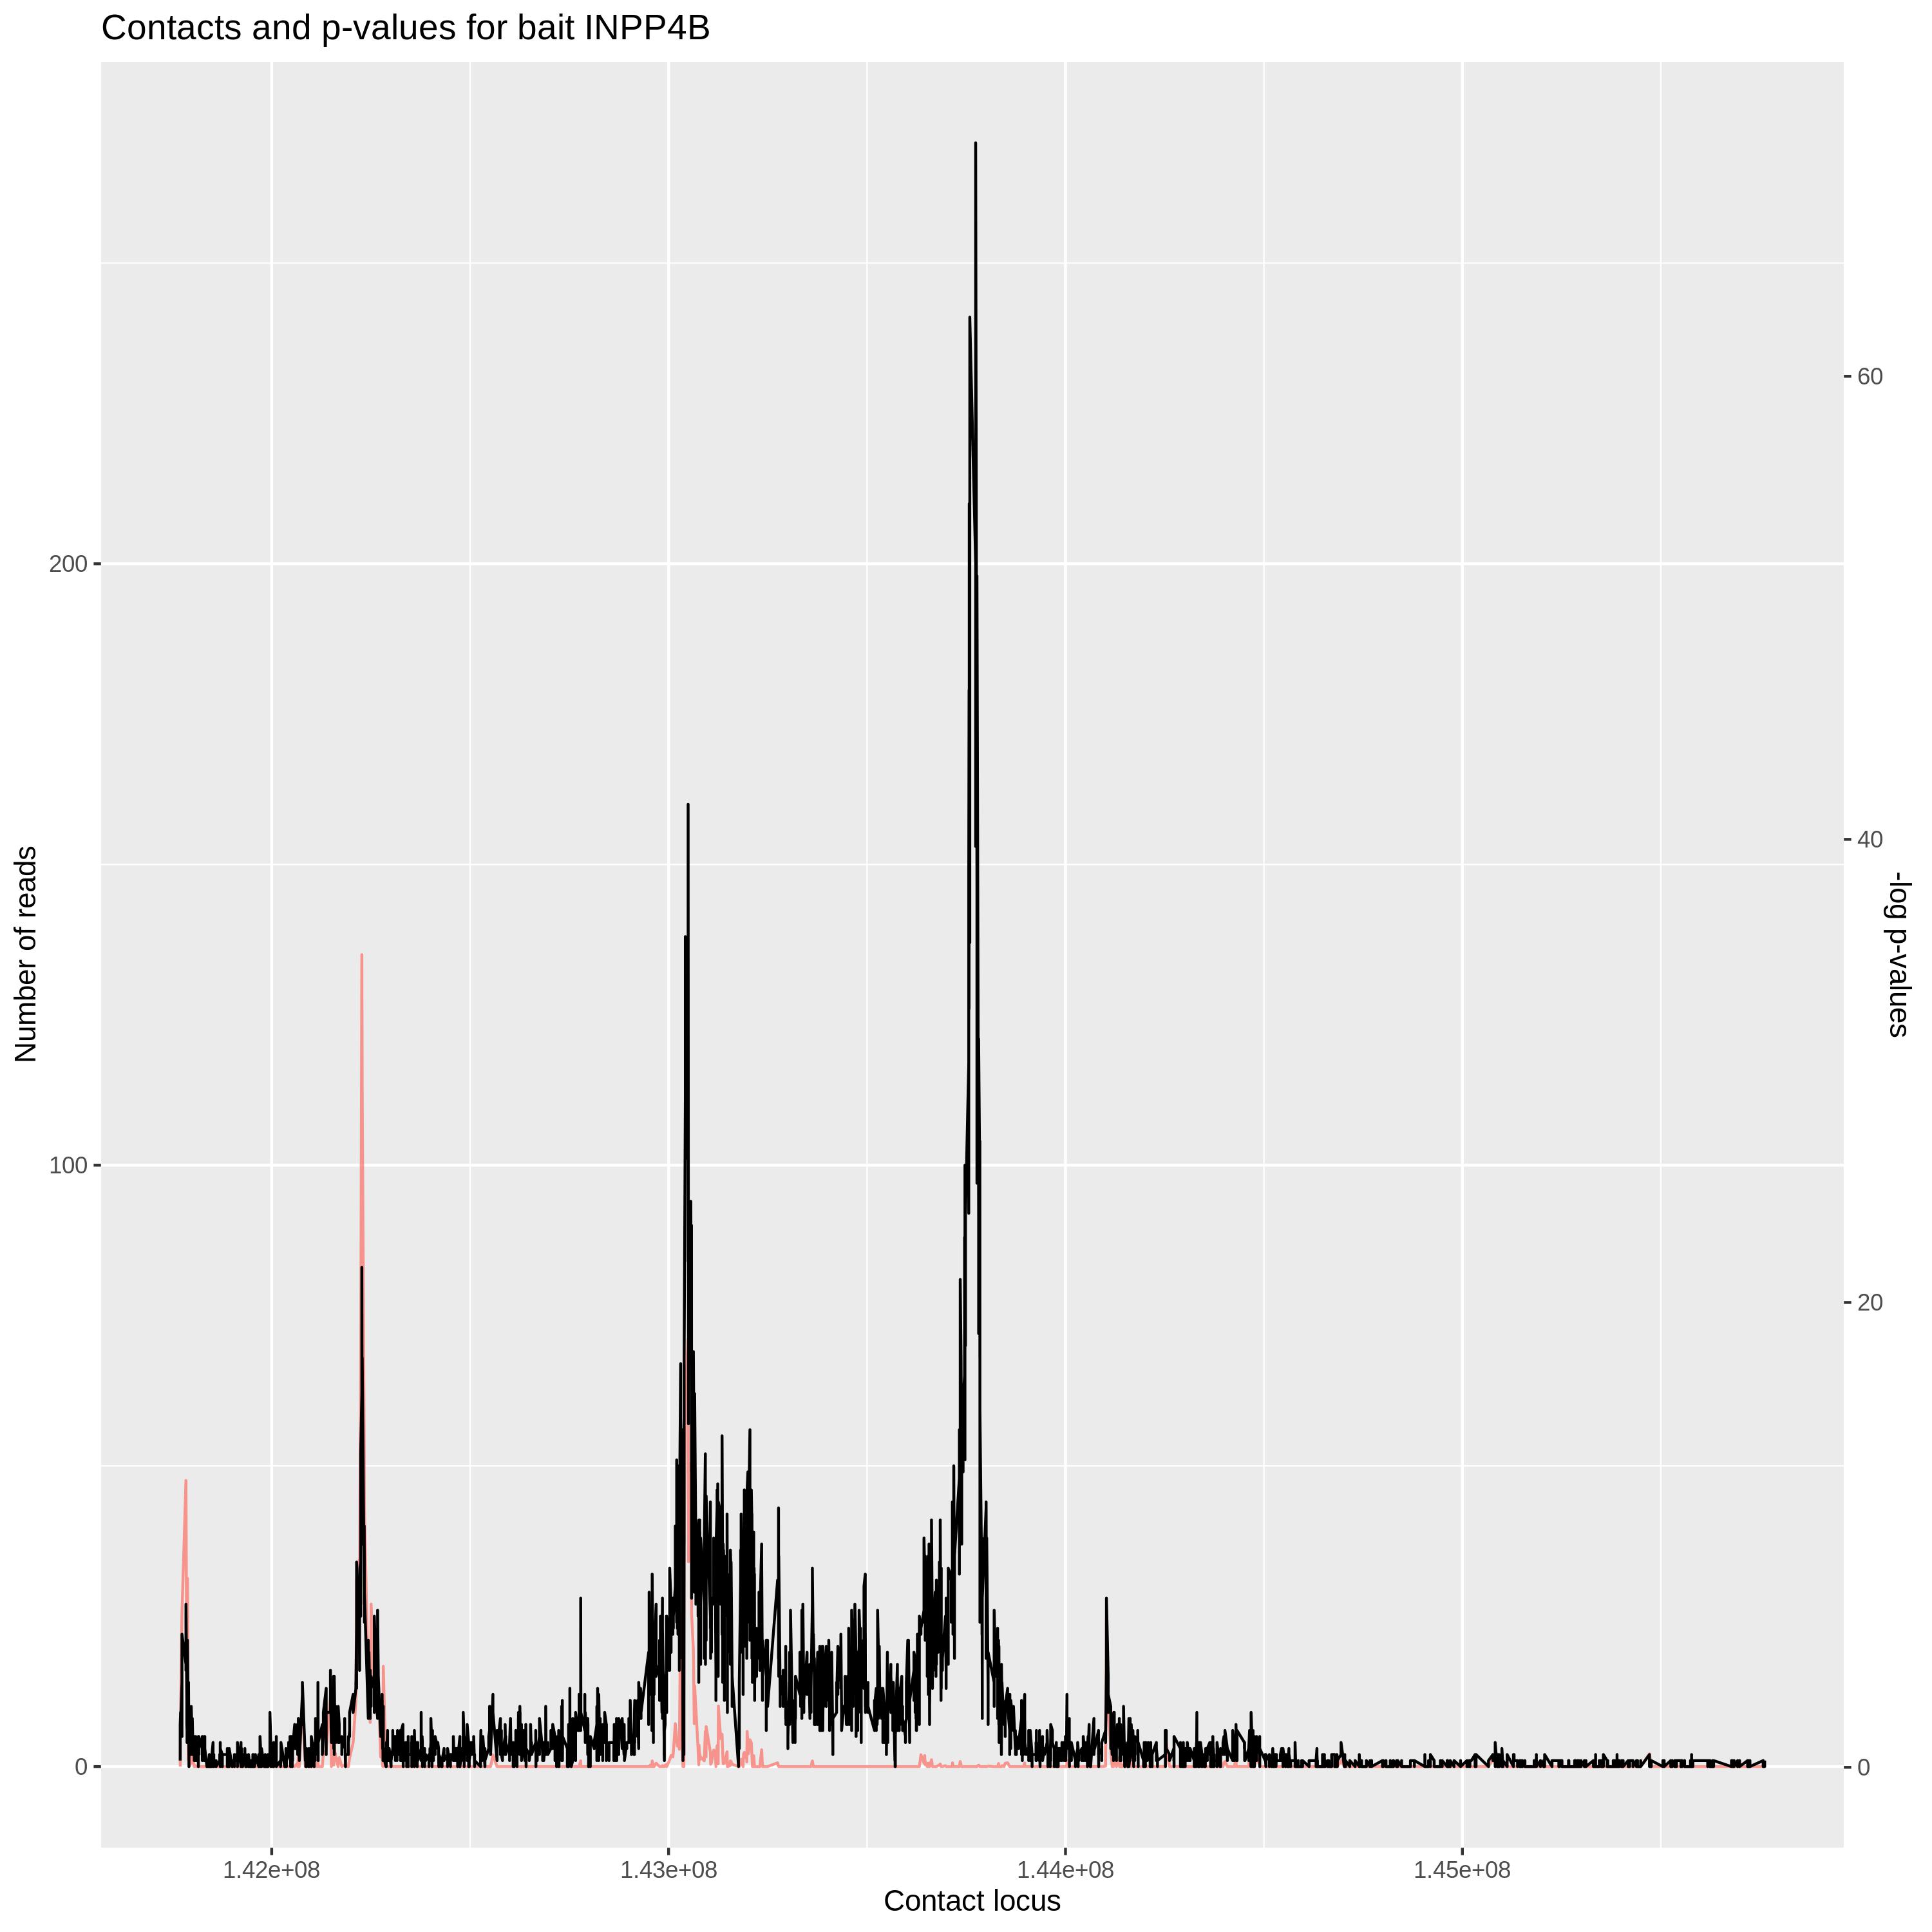 Contacts and p-values for bait INPP4B
Number of reads
200
100
0
60
40
20
0
-log p-values
1.42e+08
1.43e+08
1.44e+08
1.45e+08
Contact locus